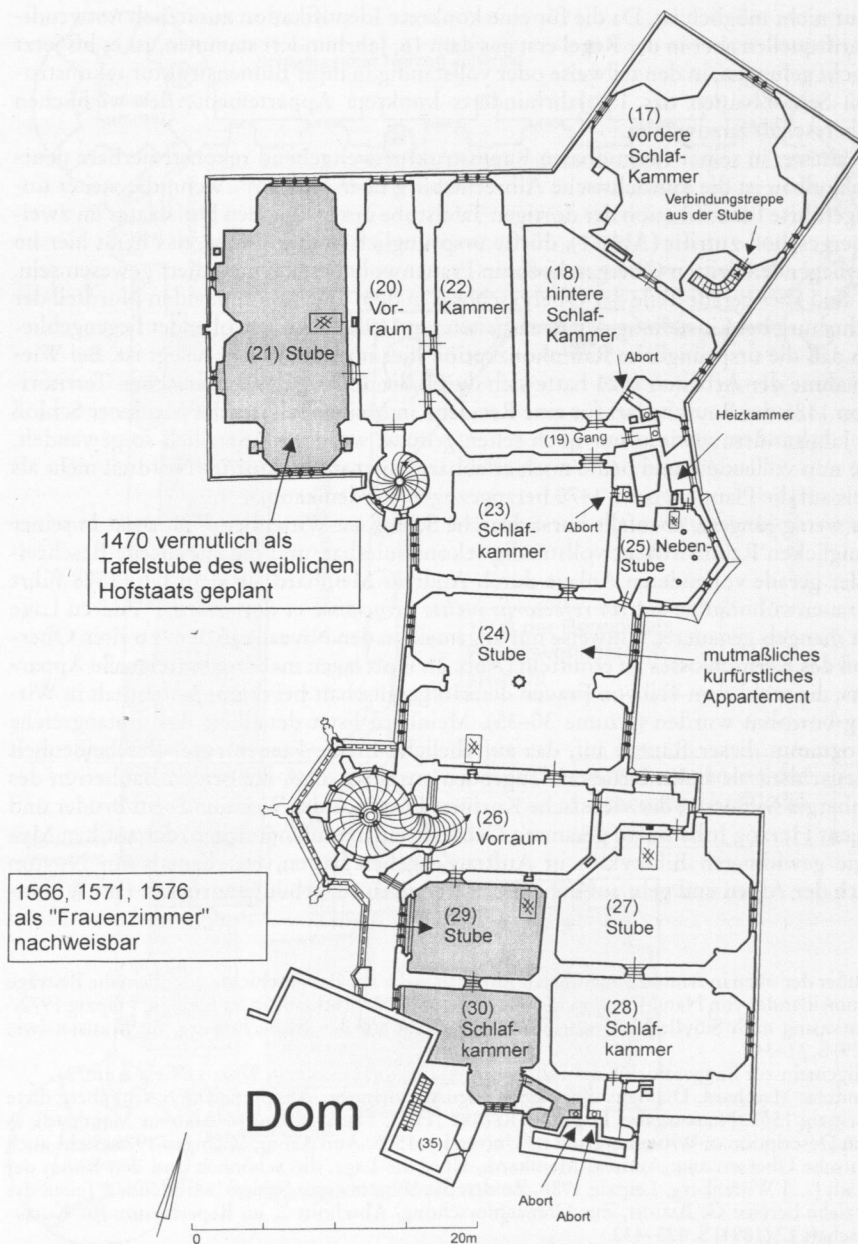 (17)
vordere
Schlaf-
Kammer
Verbindungstreppe
aus der Stube
(18)
hintere
Schlaf-
Kammer
(20)
Vor-
raum
(22)
Kammer
(21) Stube
Abort
Heizkammer
(19) Gang
(23)
Schlaf-
kammer
Abort
(25)Neben-
Stube
1470 vermutlich als
Tafelstube des weiblichen
Hofstaats geplant
(24)
Stube
mutmaßliches
kurfürstliches
Appartement
(26)
Vorraum
1566, 1571, 1576
als "Frauenzimmer"
nachweisbar
(29)
Stube
(27)
Stube
(30)
Schlaf-
kammer
(28)
Schlaf-
kammer
Dom
(35)
Abort
Abort
0
20m